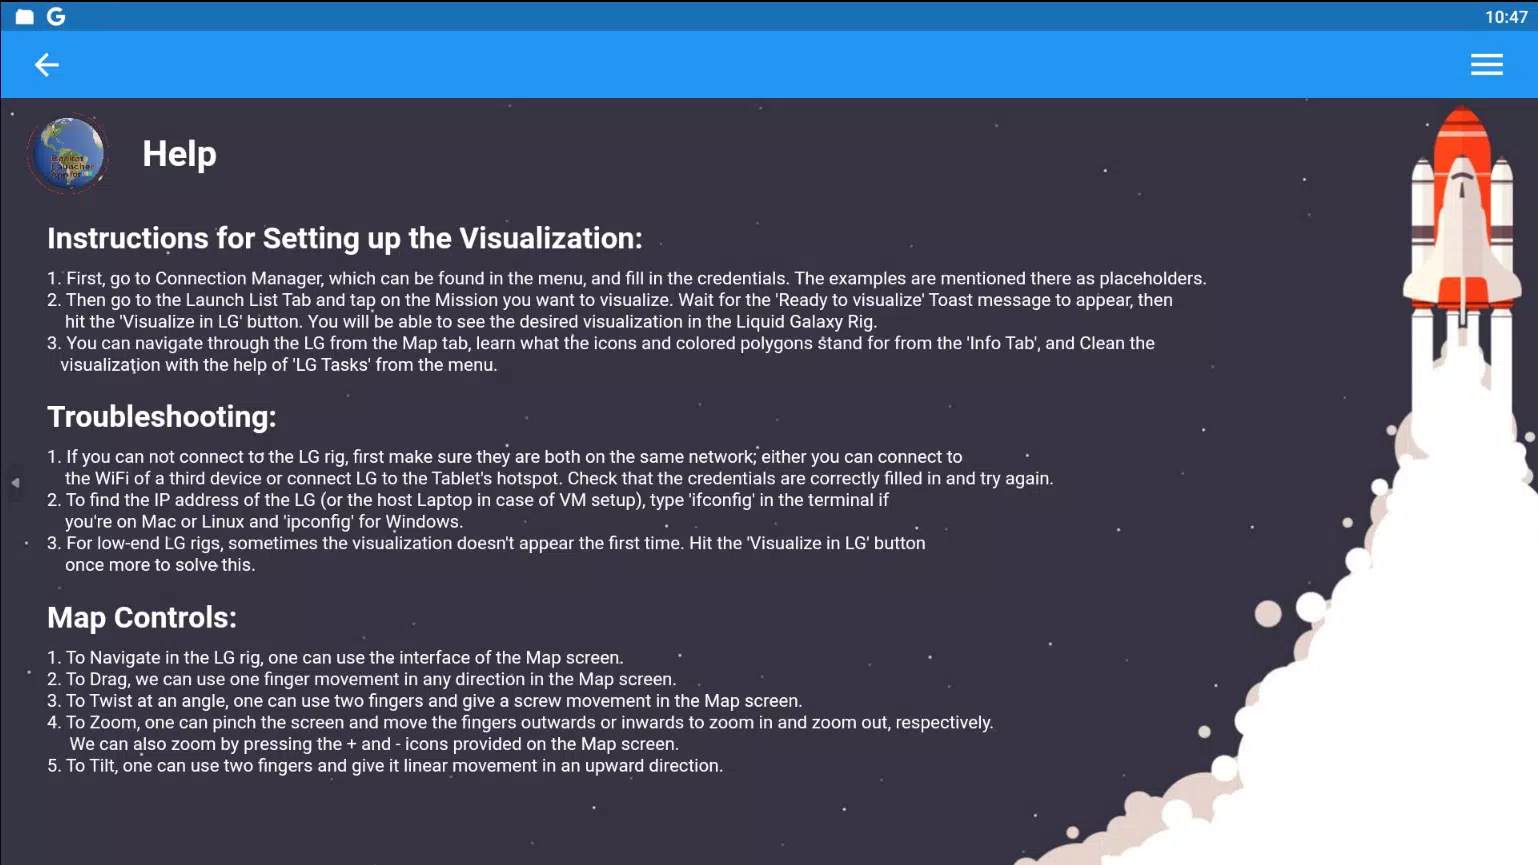 10:47
Help
Rocket
Launcher
App for
Instructions for Setting up the Visualization:
1. First, go to Connection Manager, which can be found in the menu, and fill in the credentials. The examples are mentioned there as placeholders.
2. Then go to the Launch List Tab and tap on the Mission you want to visualize. Wait for the 'Ready to visualize' Toast message to appear, then
hit the 'Visualize in LG' button. You will be able to see the desired visualization in the Liquid Galaxy Rig.
3. You can navigate through the LG from the Map tab, learn what the icons and colored polygons stand for from the 'Info Tab', and Clean the
visualization with the help of 'LG Tasks' from the menu.
Troubleshooting:
1. If you can not connect to the LG rig, first make sure they are both on the same network; either you can connect to
the WiFi of a third device or connect LG to the Tablet's hotspot. Check that the credentials are correctly filled in and try again.
2. To find the IP address of the LG (or the host Laptop in case of VM setup), type 'ifconfig' in the terminal if
you're on Mac or Linux and 'ipconfig' for Windows.
3. For low-end LG rigs, sometimes the visualization doesn't appear the first time. Hit the 'Visualize in LG' button
once more to solve this.
Map Controls:
1. To Navigate in the LG rig, one can use the interface of the Map screen.
2. To Drag, we can use one finger movement in any direction in the Map screen.
3. To Twist at an angle, one can use two fingers and give a screw movement in the Map screen.
4. To Zoom, one can pinch the screen and move the fingers outwards or inwards to zoom in and zoom out, respectively.
We can also zoom by pressing the + and - icons provided on the Map screen.
5. To Tilt, one can use two fingers and give it linear movement in an upward direction.